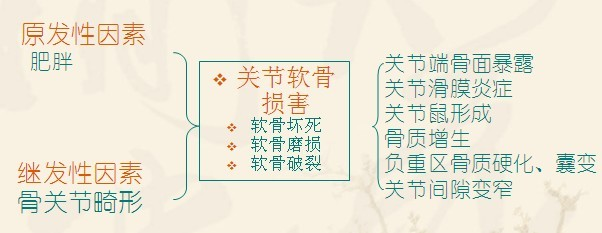 原发性因素
肥胖
继发性因素
骨关节畸形
❖ 关节软骨
损害
❖ 软骨坏死
❖ 软骨磨损
❖ 软骨破裂
关节端骨面暴露
关节滑膜炎症
关节鼠形成
骨质增生
负重区骨质硬化、囊变
关节间隙变窄